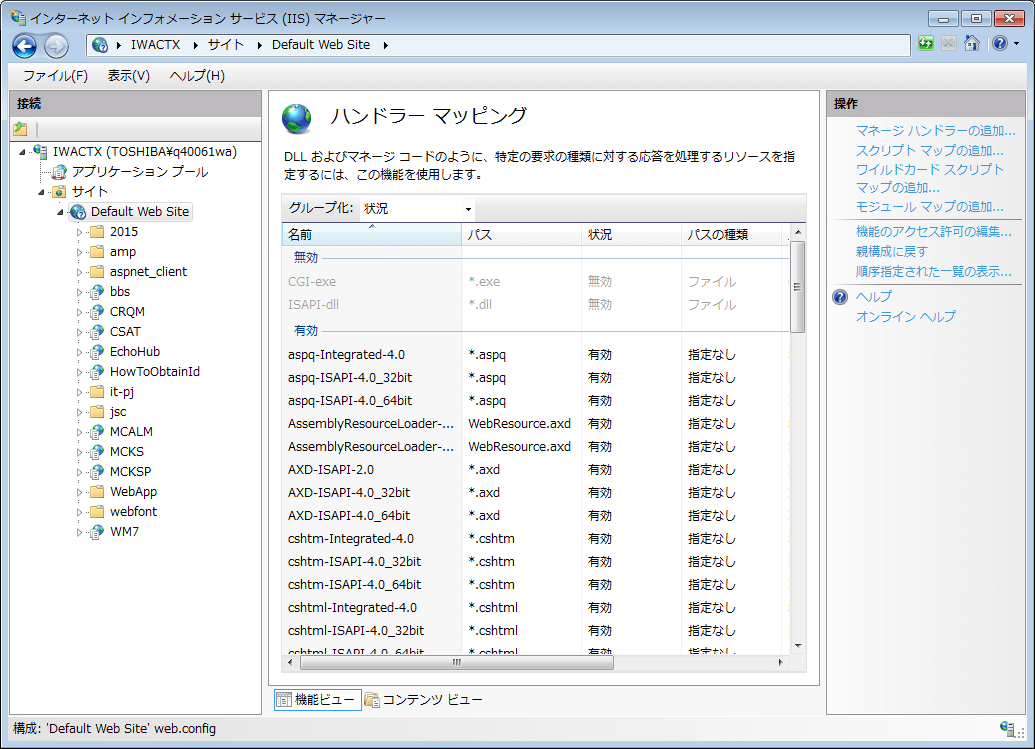 インターネット インフォメーション サービス (IIS) マネージャー
IWACTX サイト Default Web Site
ファイル(F) 表示(V) ヘルプ(H)
接続
IWACTX (TOSHIBA¥q40061wa)
アプリケーション プール
サイト
Default Web Site
2015
amp
aspnet_client
bbs
CRQM
CSAT
EchoHub
HowToObtainId
it-pj
jsc
MCALM
MCKS
MCKSP
WebApp
webfont
WM7
ハンドラー マッピング
DLL およびマネージ コードのように、特定の要求の種類に対する応答を処理するリソースを指
定するには、この機能を使用します。
グループ化: 状況
名前 パス 状況 パスの種類
無効
CGI-exe *.exe 無効 ファイル
ISAPI-dll *.dll 無効 ファイル
有効
aspq-Integrated-4.0 *.aspq 有効 指定なし
aspq-ISAPI-4.0_32bit *.aspq 有効 指定なし
aspq-ISAPI-4.0_64bit *.aspq 有効 指定なし
AssemblyResourceLoader-... WebResource.axd 有効 指定なし
AssemblyResourceLoader-... WebResource.axd 有効 指定なし
AXD-ISAPI-2.0 *.axd 有効 指定なし
AXD-ISAPI-4.0_32bit *.axd 有効 指定なし
AXD-ISAPI-4.0_64bit *.axd 有効 指定なし
cshtm-Integrated-4.0 *.cshtm 有効 指定なし
cshtm-ISAPI-4.0_32bit *.cshtm 有効 指定なし
cshtm-ISAPI-4.0_64bit *.cshtm 有効 指定なし
cshtml-Integrated-4.0 *.cshtml 有効 指定なし
cshtml-ISAPI-4.0_32bit *.cshtml 有効 指定なし
cshtml-ISAPI-4.0_64bit *.cshtml 有効 指定なし
機能ビュー コンテンツ ビュー
操作
マネージ ハンドラーの追加...
スクリプト マップの追加...
ワイルドカード スクリプト
マップの追加...
モジュール マップの追加...
機能のアクセス許可の編集...
親構成に戻す
順序指定された一覧の表示...
ヘルプ
オンライン ヘルプ
構成: 'Default Web Site' web.config